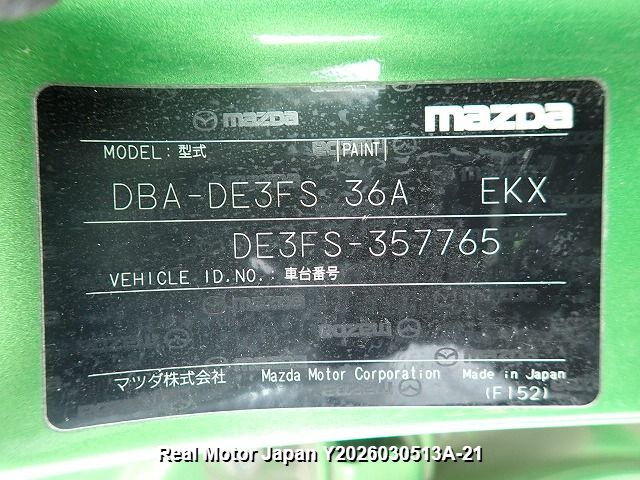 mazda mazda
MODEL : 型式 PAINT
DBA-DE3FS 36A EKX
DE3FS-357765
VEHICLE ID.NO.: 車台番号
マツダ株式会社 Mazda Motor Corporation Made in Japan
(F152)
Real Motor Japan Y2026030513A-21